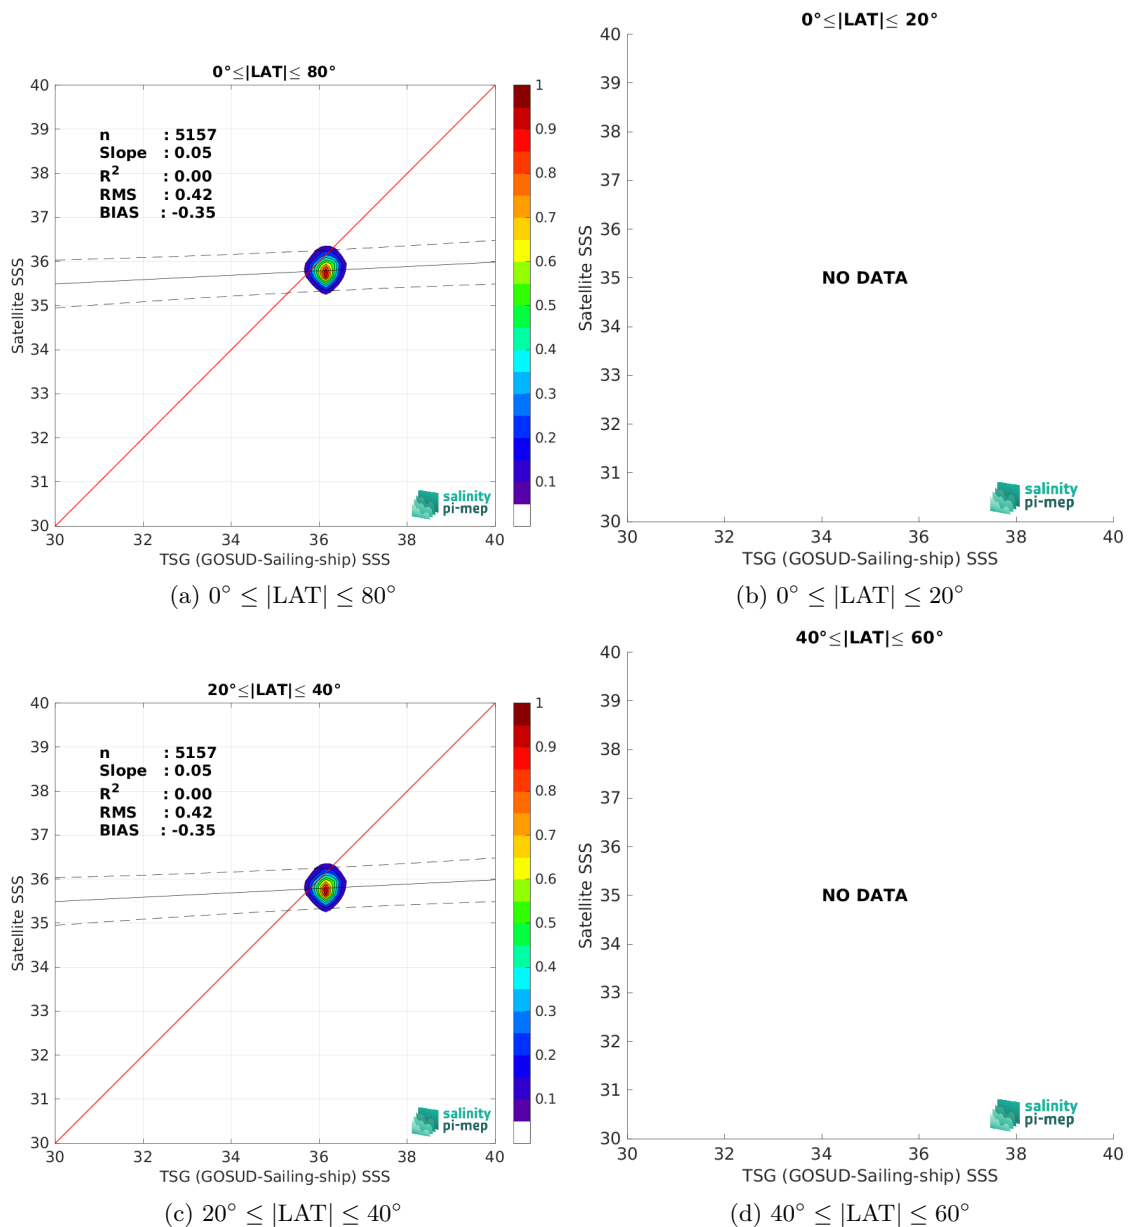 0°≤|LAT|≤ 80°
40
39
38
37
36
35
34
33
32
31
30
Satellite SSS
n : 5157
Slope : 0.05
R² : 0.00
RMS : 0.42
BIAS : -0.35
salinity
pi-mep
30 32 34 36 38 40
TSG (GOSUD-Sailing-ship) SSS
1
0.9
0.8
0.7
0.6
0.5
0.4
0.3
0.2
0.1
(a) 0° ≤ |LAT| ≤ 80°
0°≤|LAT|≤ 20°
40
39
38
37
36
35
34
33
32
31
30
Satellite SSS
NO DATA
salinity
pi-mep
30 32 34 36 38 40
TSG (GOSUD-Sailing-ship) SSS
(b) 0° ≤ |LAT| ≤ 20°
20°≤|LAT|≤ 40°
40
39
38
37
36
35
34
33
32
31
30
Satellite SSS
n : 5157
Slope : 0.05
R² : 0.00
RMS : 0.42
BIAS : -0.35
salinity
pi-mep
30 32 34 36 38 40
TSG (GOSUD-Sailing-ship) SSS
1
0.9
0.8
0.7
0.6
0.5
0.4
0.3
0.2
0.1
(c) 20° ≤ |LAT| ≤ 40°
40°≤|LAT|≤ 60°
40
39
38
37
36
35
34
33
32
31
30
Satellite SSS
NO DATA
salinity
pi-mep
30 32 34 36 38 40
TSG (GOSUD-Sailing-ship) SSS
(d) 40° ≤ |LAT| ≤ 60°